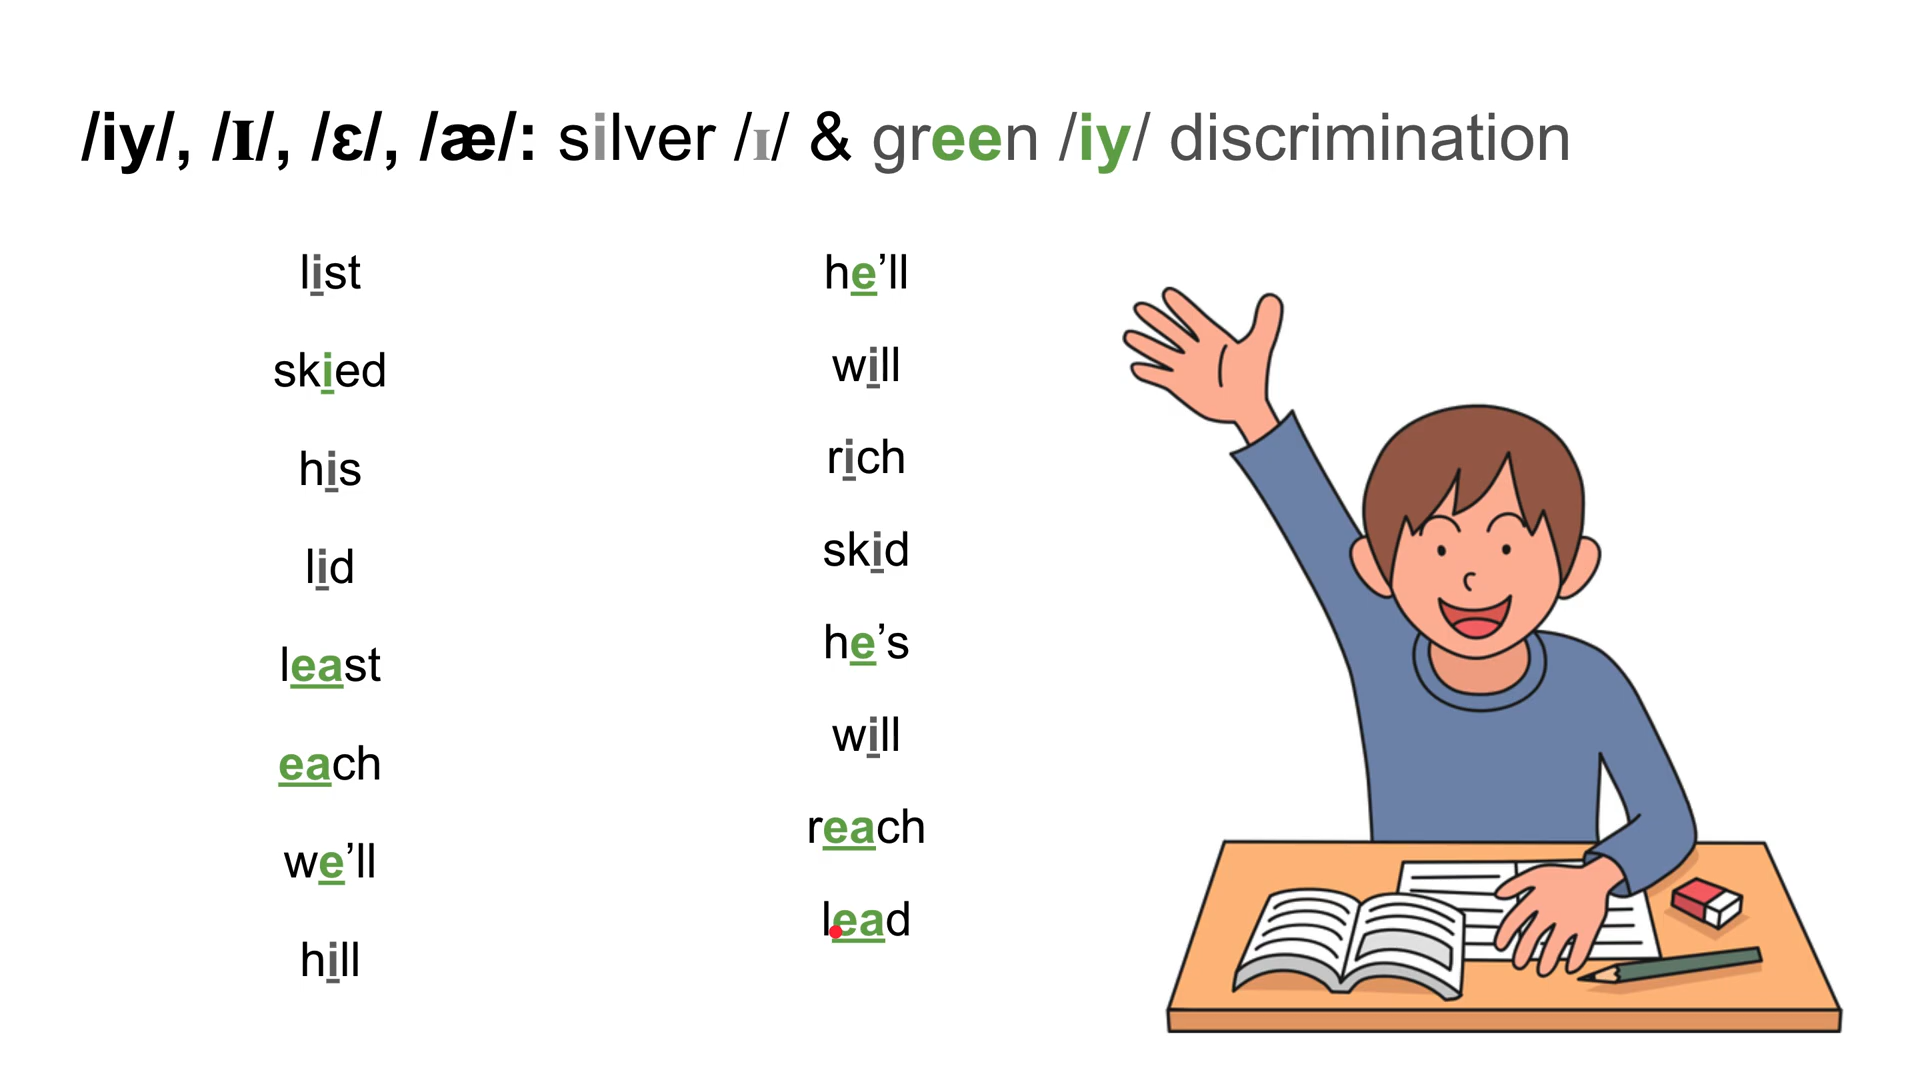 /iy/, /ɪ/, /ɛ/, /æ/: silver /ɪ/ & green /iy/ discrimination
list
skied
his
lid
least
each
we’ll
hill
he’ll
will
rich
skid
he’s
will
reach
lead